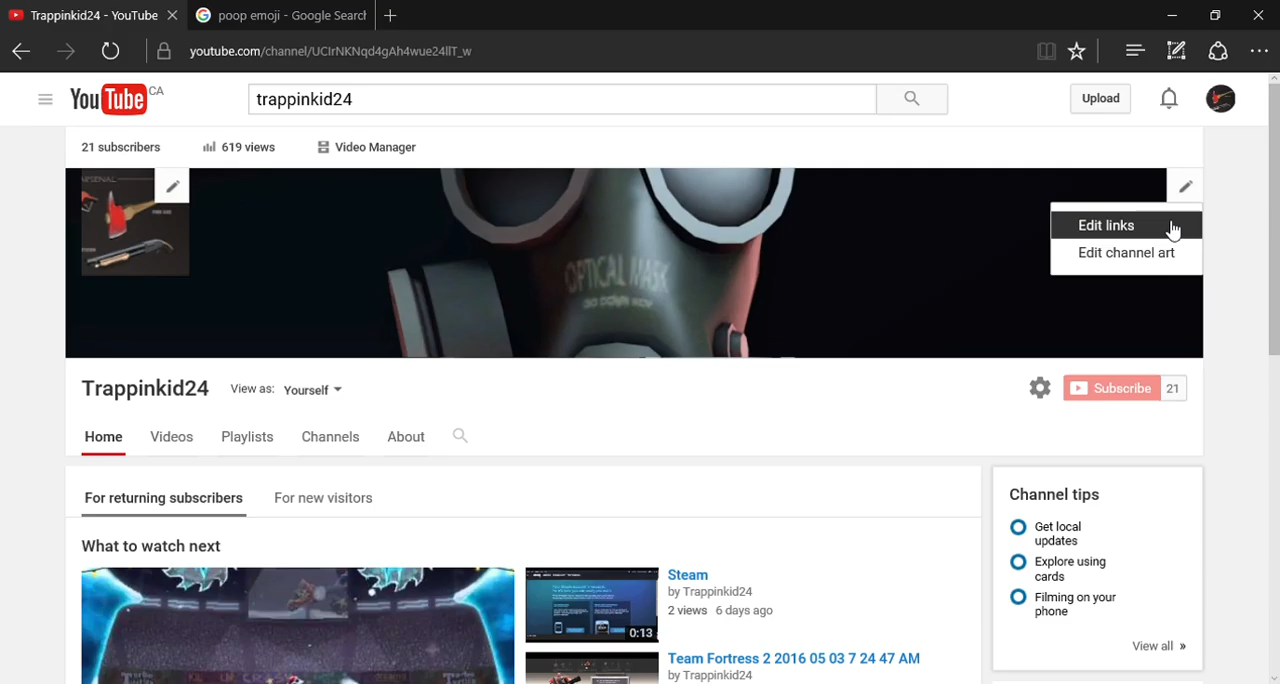 Trappinkid24 - YouTube
poop emoji - Google Search
youtube.com/channel/UCIrNKNqd4gAh4wue24llT_w
YouTube CA
trappinkid24
Upload
21 subscribers
619 views
Video Manager
ARSENAL
Edit links
Edit channel art
OPTICAL MASK
Trappinkid24
View as: Yourself
Subscribe 21
Home
Videos
Playlists
Channels
About
For returning subscribers
For new visitors
What to watch next
Steam
by Trappinkid24
2 views 6 days ago
0:13
Team Fortress 2 2016 05 03 7 24 47 AM
by Trappinkid24
Channel tips
Get local
updates
Explore using
cards
Filming on your
phone
View all »